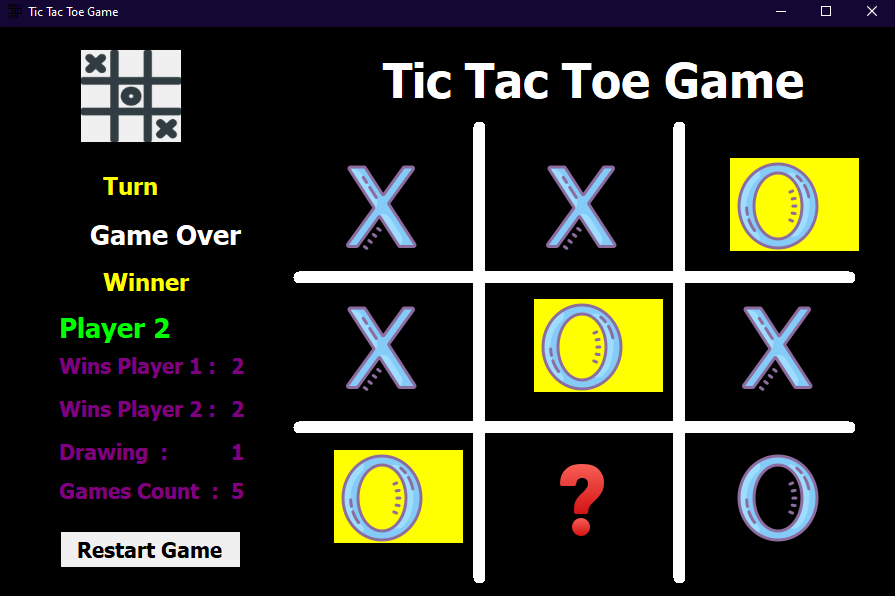 Tic Tac Toe Game
Tic Tac Toe Game
Turn
Game Over
Winner
Player 2
Wins Player 1 : 2
Wins Player 2 : 2
Drawing : 1
Games Count : 5
Restart Game
X X O
X O X
O ? O